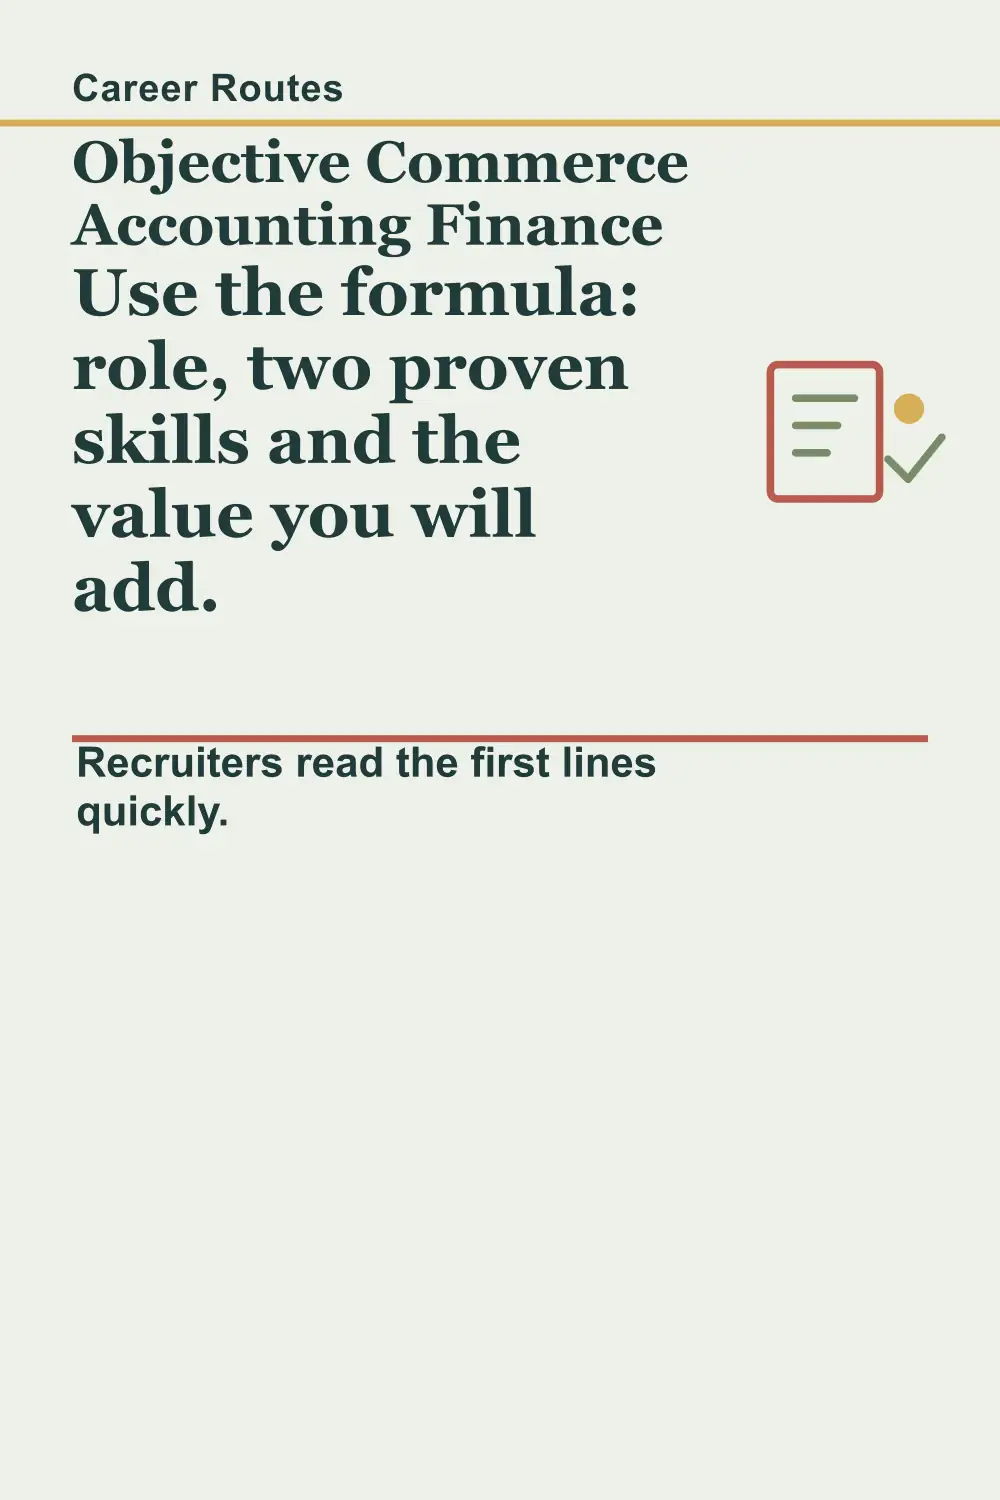 Career Routes
Objective Commerce
Accounting Finance
Use the formula:
role, two proven
skills and the
value you will
add.
Recruiters read the first lines
quickly.